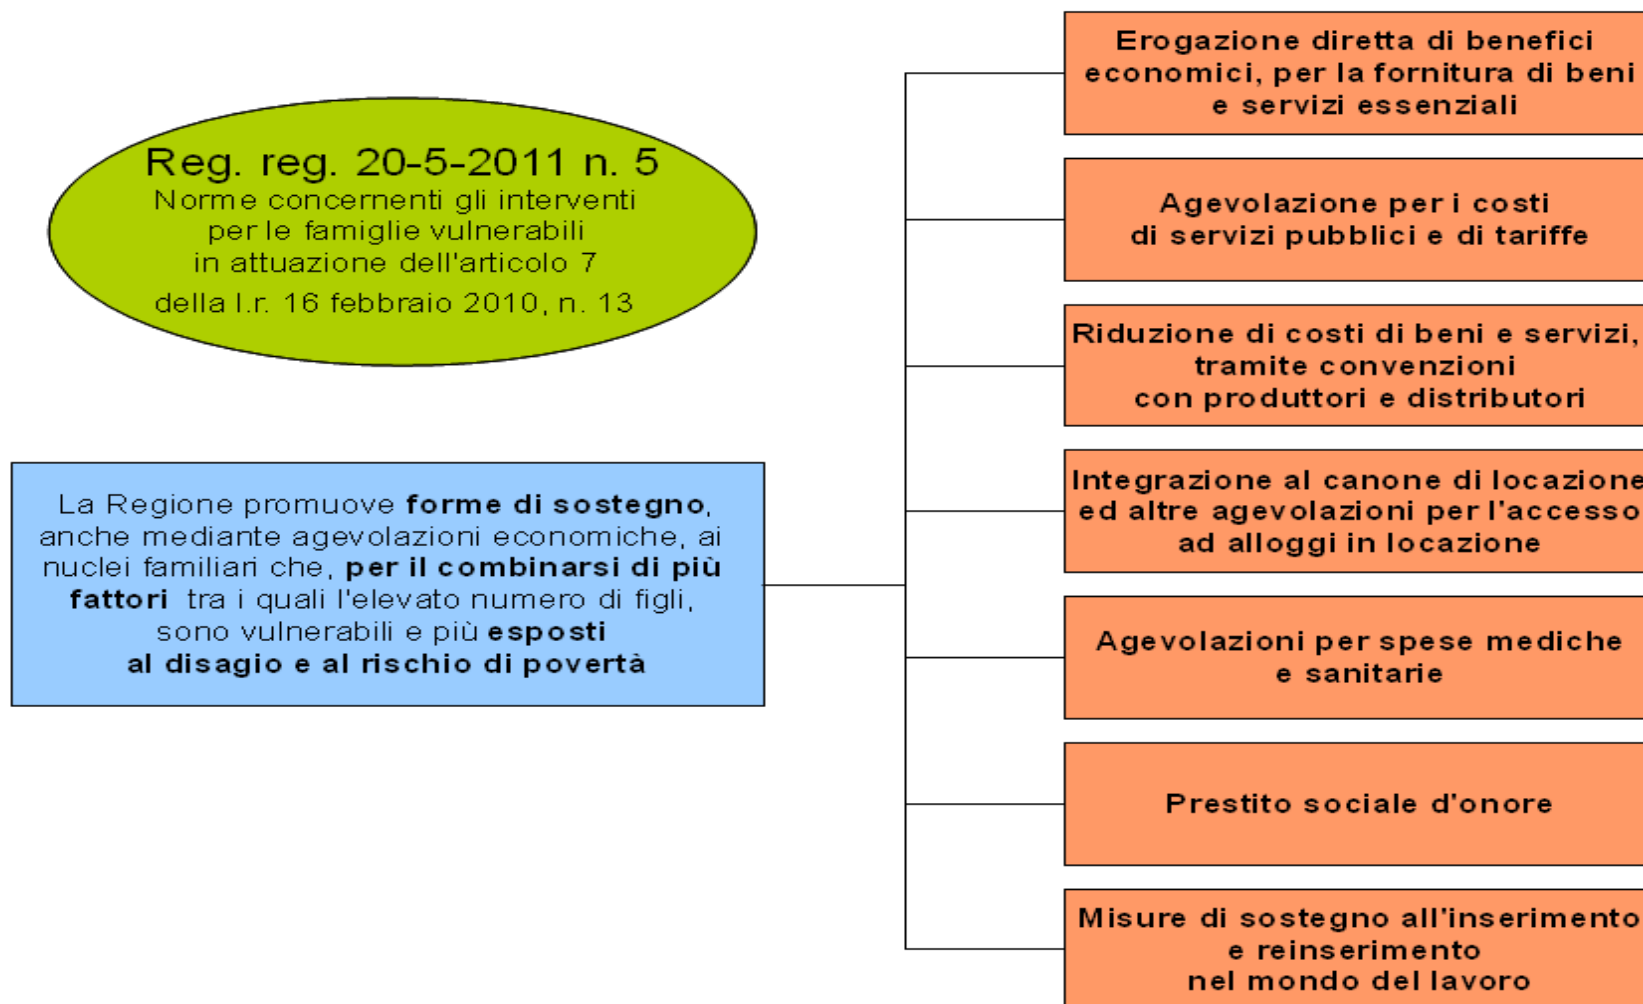 Reg. reg. 20-5-2011 n. 5
Norme concernenti gli interventi
per le famiglie vulnerabili
in attuazione dell'articolo 7
della l.r. 16 febbraio 2010, n. 13
La Regione promuove forme di sostegno,
anche mediante agevolazioni economiche, ai
nuclei familiari che, per il combinarsi di più
fattori tra i quali l'elevato numero di figli,
sono vulnerabili e più esposti
al disagio e al rischio di povertà
Erogazione diretta di benefici
economici, per la fornitura di beni
e servizi essenziali
Agevolazione per i costi
di servizi pubblici e di tariffe
Riduzione di costi di beni e servizi,
tramite convenzioni
con produttori e distributori
Integrazione al canone di locazione
ed altre agevolazioni per l'accesso
ad alloggi in locazione
Agevolazioni per spese mediche
e sanitarie
Prestito sociale d'onore
Misure di sostegno all'inserimento
e reinserimento
nel mondo del lavoro